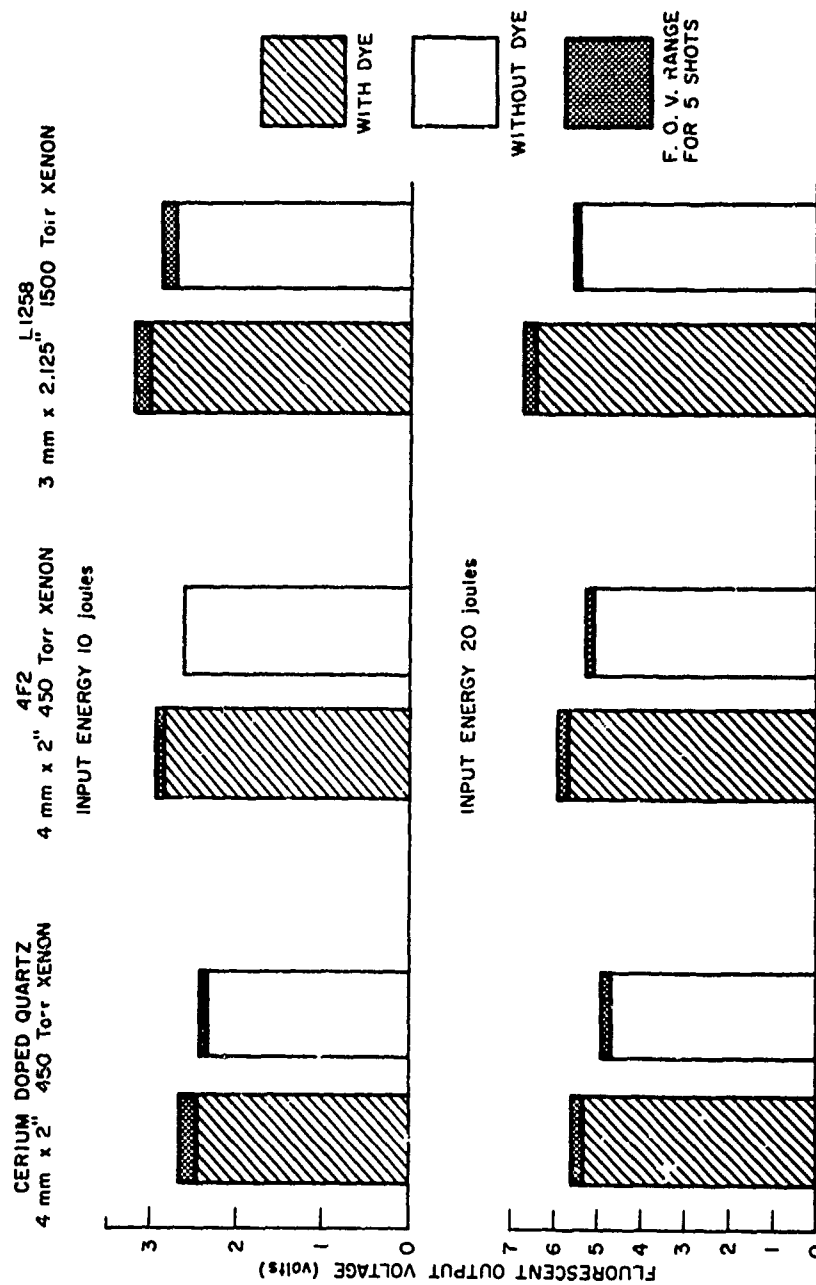 CERIUM DOPED QUARTZ
4 mm x 2" 450 Torr XENON
4F2
4 mm x 2" 450 Torr XENON
L1258
3 mm x 2.125" 1500 Torr XENON
INPUT ENERGY 10 joules
3
2
1
0
INPUT ENERGY 20 joules
7
6
5
4
3
2
1
0
FLUORESCENT OUTPUT VOLTAGE (volts)
WITH DYE
WITHOUT DYE
F. O. V. RANGE
FOR 5 SHOTS